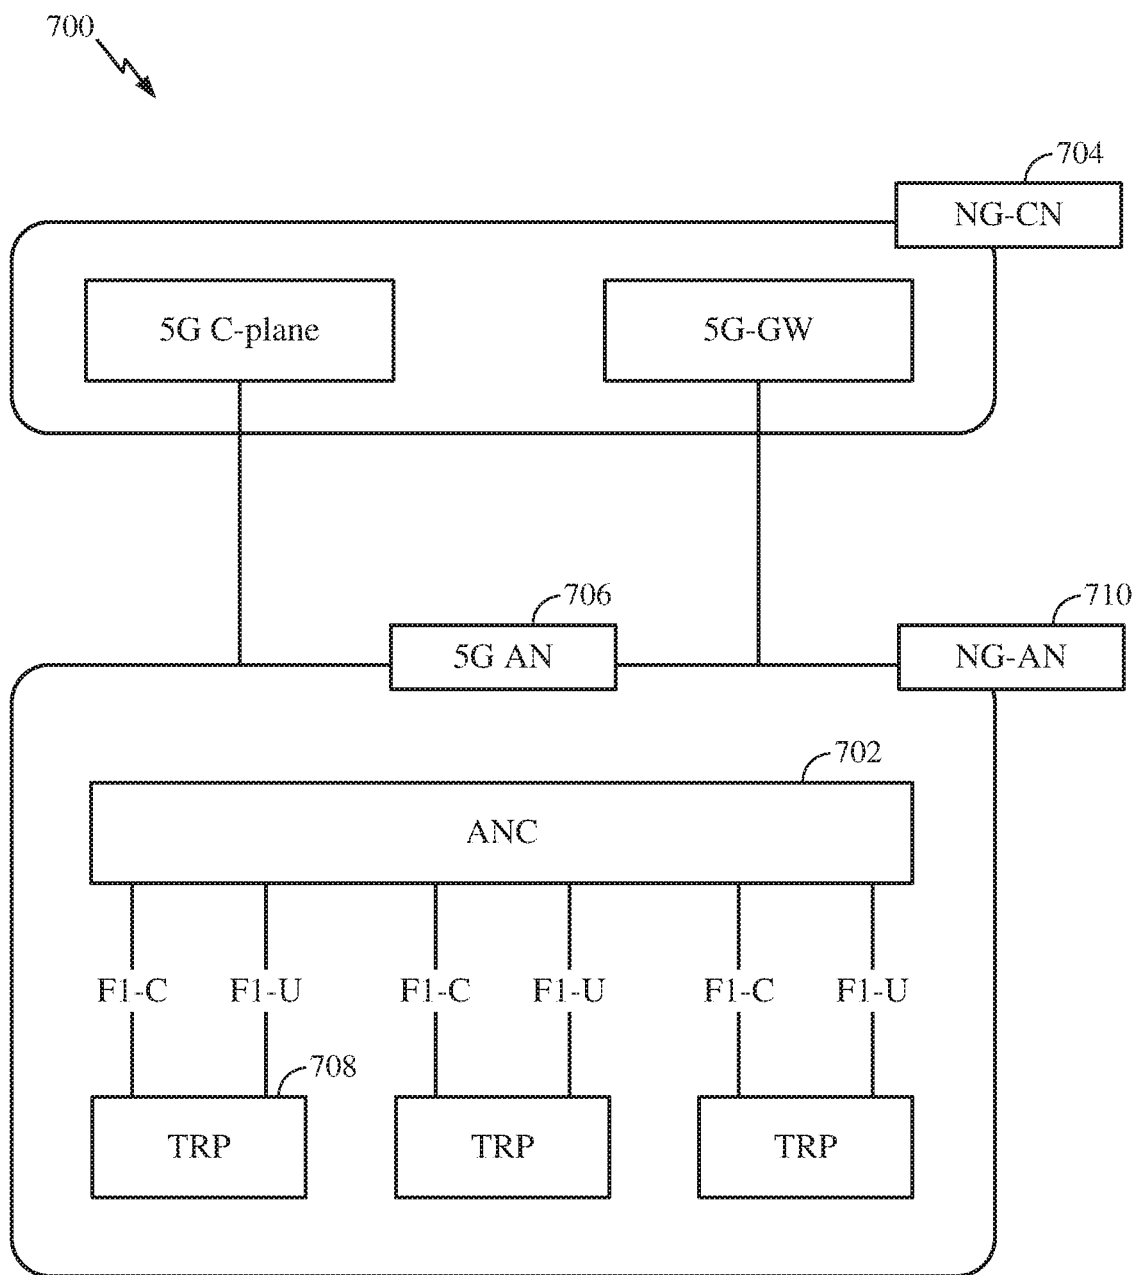 700
704
NG-CN
5G C-plane 5G-GW
706 710
5G AN NG-AN
702
ANC
F1-C F1-U F1-C F1-U F1-C F1-U
708
TRP TRP TRP